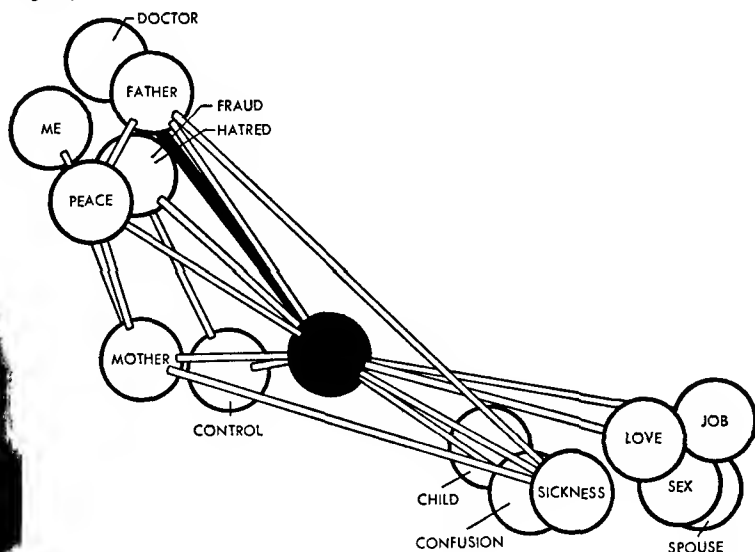 DOCTOR
FATHER
FRAUD
ME
HATRED
PEACE
MOTHER
CONTROL
LOVE
JOB
CHILD
SICKNESS
SEX
CONFUSION
SPOUSE